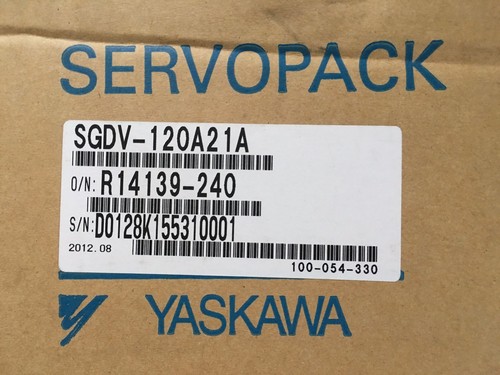 SERVOPACK
SGDV-120A21A
O/N: R14139-240
S/N: D0128K155310001
2012.08
100-054-330
YASKAWA